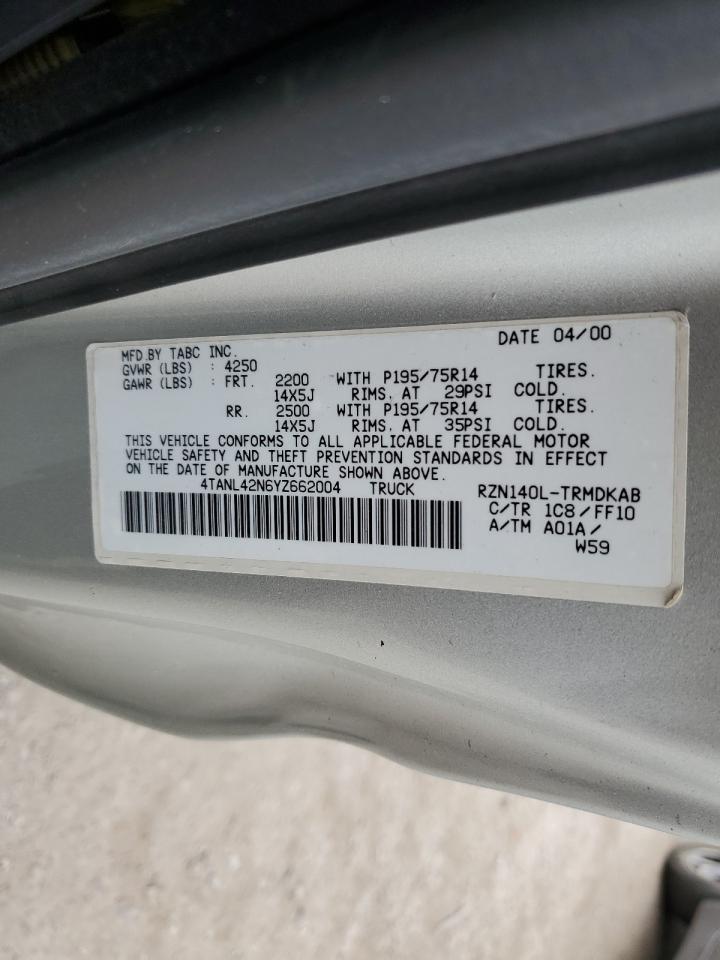 DATE 04/00
MFD.BY TABC INC.
GVWR (LBS) : 4250
GAWR (LBS) : FRT. 2200 WITH P195/75R14 TIRES.
14X5J RIMS. AT 29PSI COLD.
RR. 2500 WITH P195/75R14 TIRES.
14X5J RIMS. AT 35PSI COLD.
THIS VEHICLE CONFORMS TO ALL APPLICABLE FEDERAL MOTOR
VEHICLE SAFETY AND THEFT PREVENTION STANDARDS IN EFFECT
ON THE DATE OF MANUFACTURE SHOWN ABOVE.
4TANL42N6YZ662004 TRUCK RZN140L-TRMDKAB
C/TR 1C8/FF10
A/TM A01A/
W59